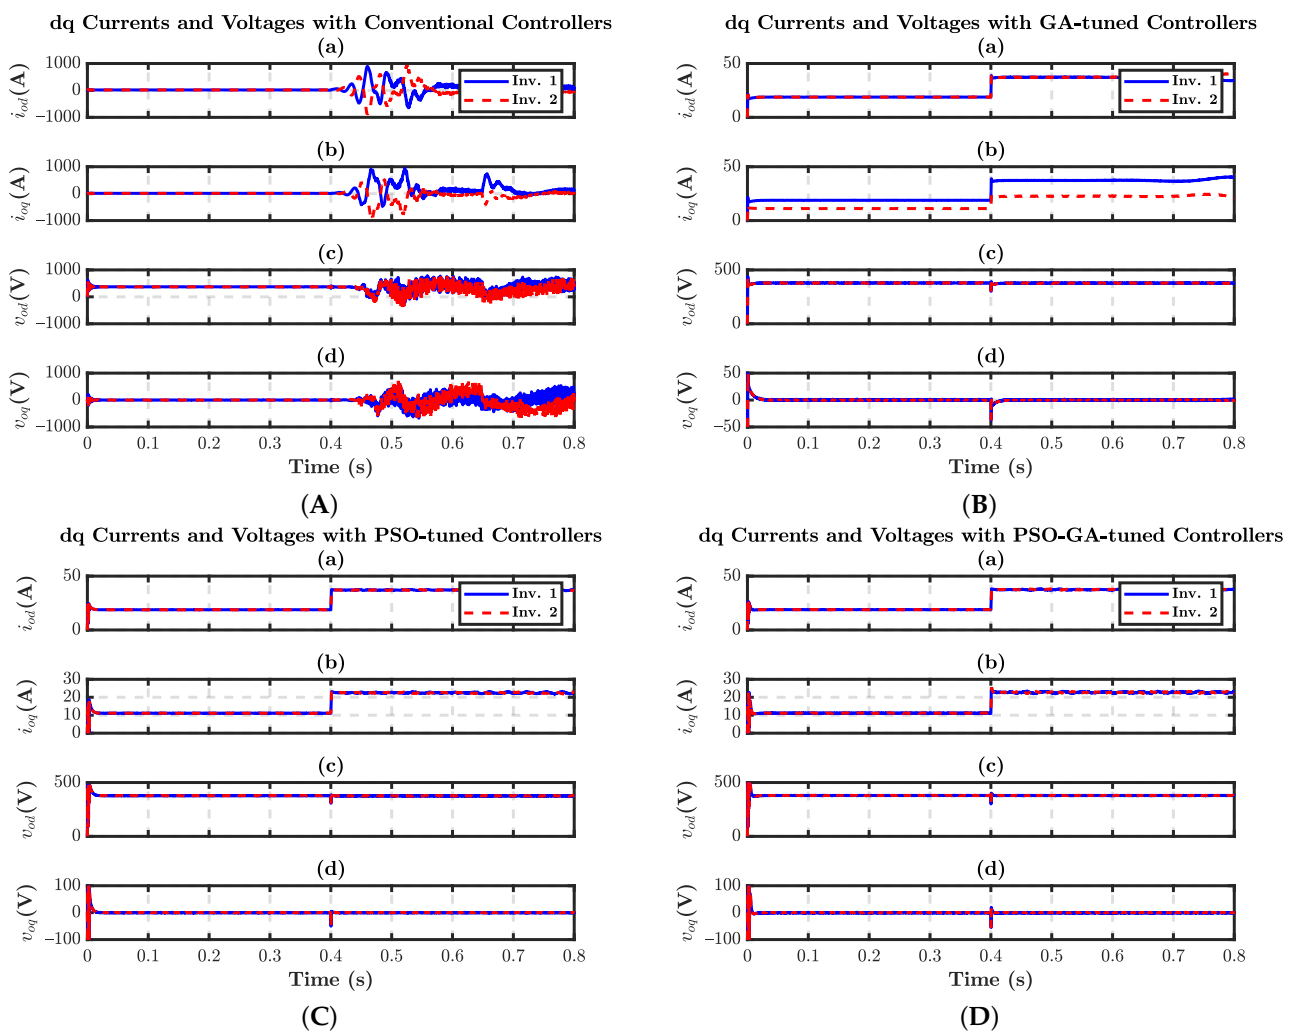 dq Currents and Voltages with Conventional Controllers
(a)
i_od(A)
1000
0
−1000
Inv. 1
Inv. 2
(b)
i_oq(A)
1000
0
−1000
(c)
v_od(V)
1000
0
−1000
(d)
v_oq(V)
1000
0
−1000
0 0.1 0.2 0.3 0.4 0.5 0.6 0.7 0.8
Time (s)
(A)
dq Currents and Voltages with GA-tuned Controllers
(a)
i_od(A)
50
0
Inv. 1
Inv. 2
(b)
i_oq(A)
50
0
(c)
v_od(V)
500
0
(d)
v_oq(V)
50
0
−50
0 0.1 0.2 0.3 0.4 0.5 0.6 0.7 0.8
Time (s)
(B)
dq Currents and Voltages with PSO-tuned Controllers
(a)
i_od(A)
50
0
Inv. 1
Inv. 2
(b)
i_oq(A)
30
20
10
0
(c)
v_od(V)
500
0
(d)
v_oq(V)
100
0
−100
0 0.1 0.2 0.3 0.4 0.5 0.6 0.7 0.8
Time (s)
(C)
dq Currents and Voltages with PSO-GA-tuned Controllers
(a)
i_od(A)
50
0
Inv. 1
Inv. 2
(b)
i_oq(A)
30
20
10
0
(c)
v_od(V)
500
0
(d)
v_oq(V)
100
0
−100
0 0.1 0.2 0.3 0.4 0.5 0.6 0.7 0.8
Time (s)
(D)